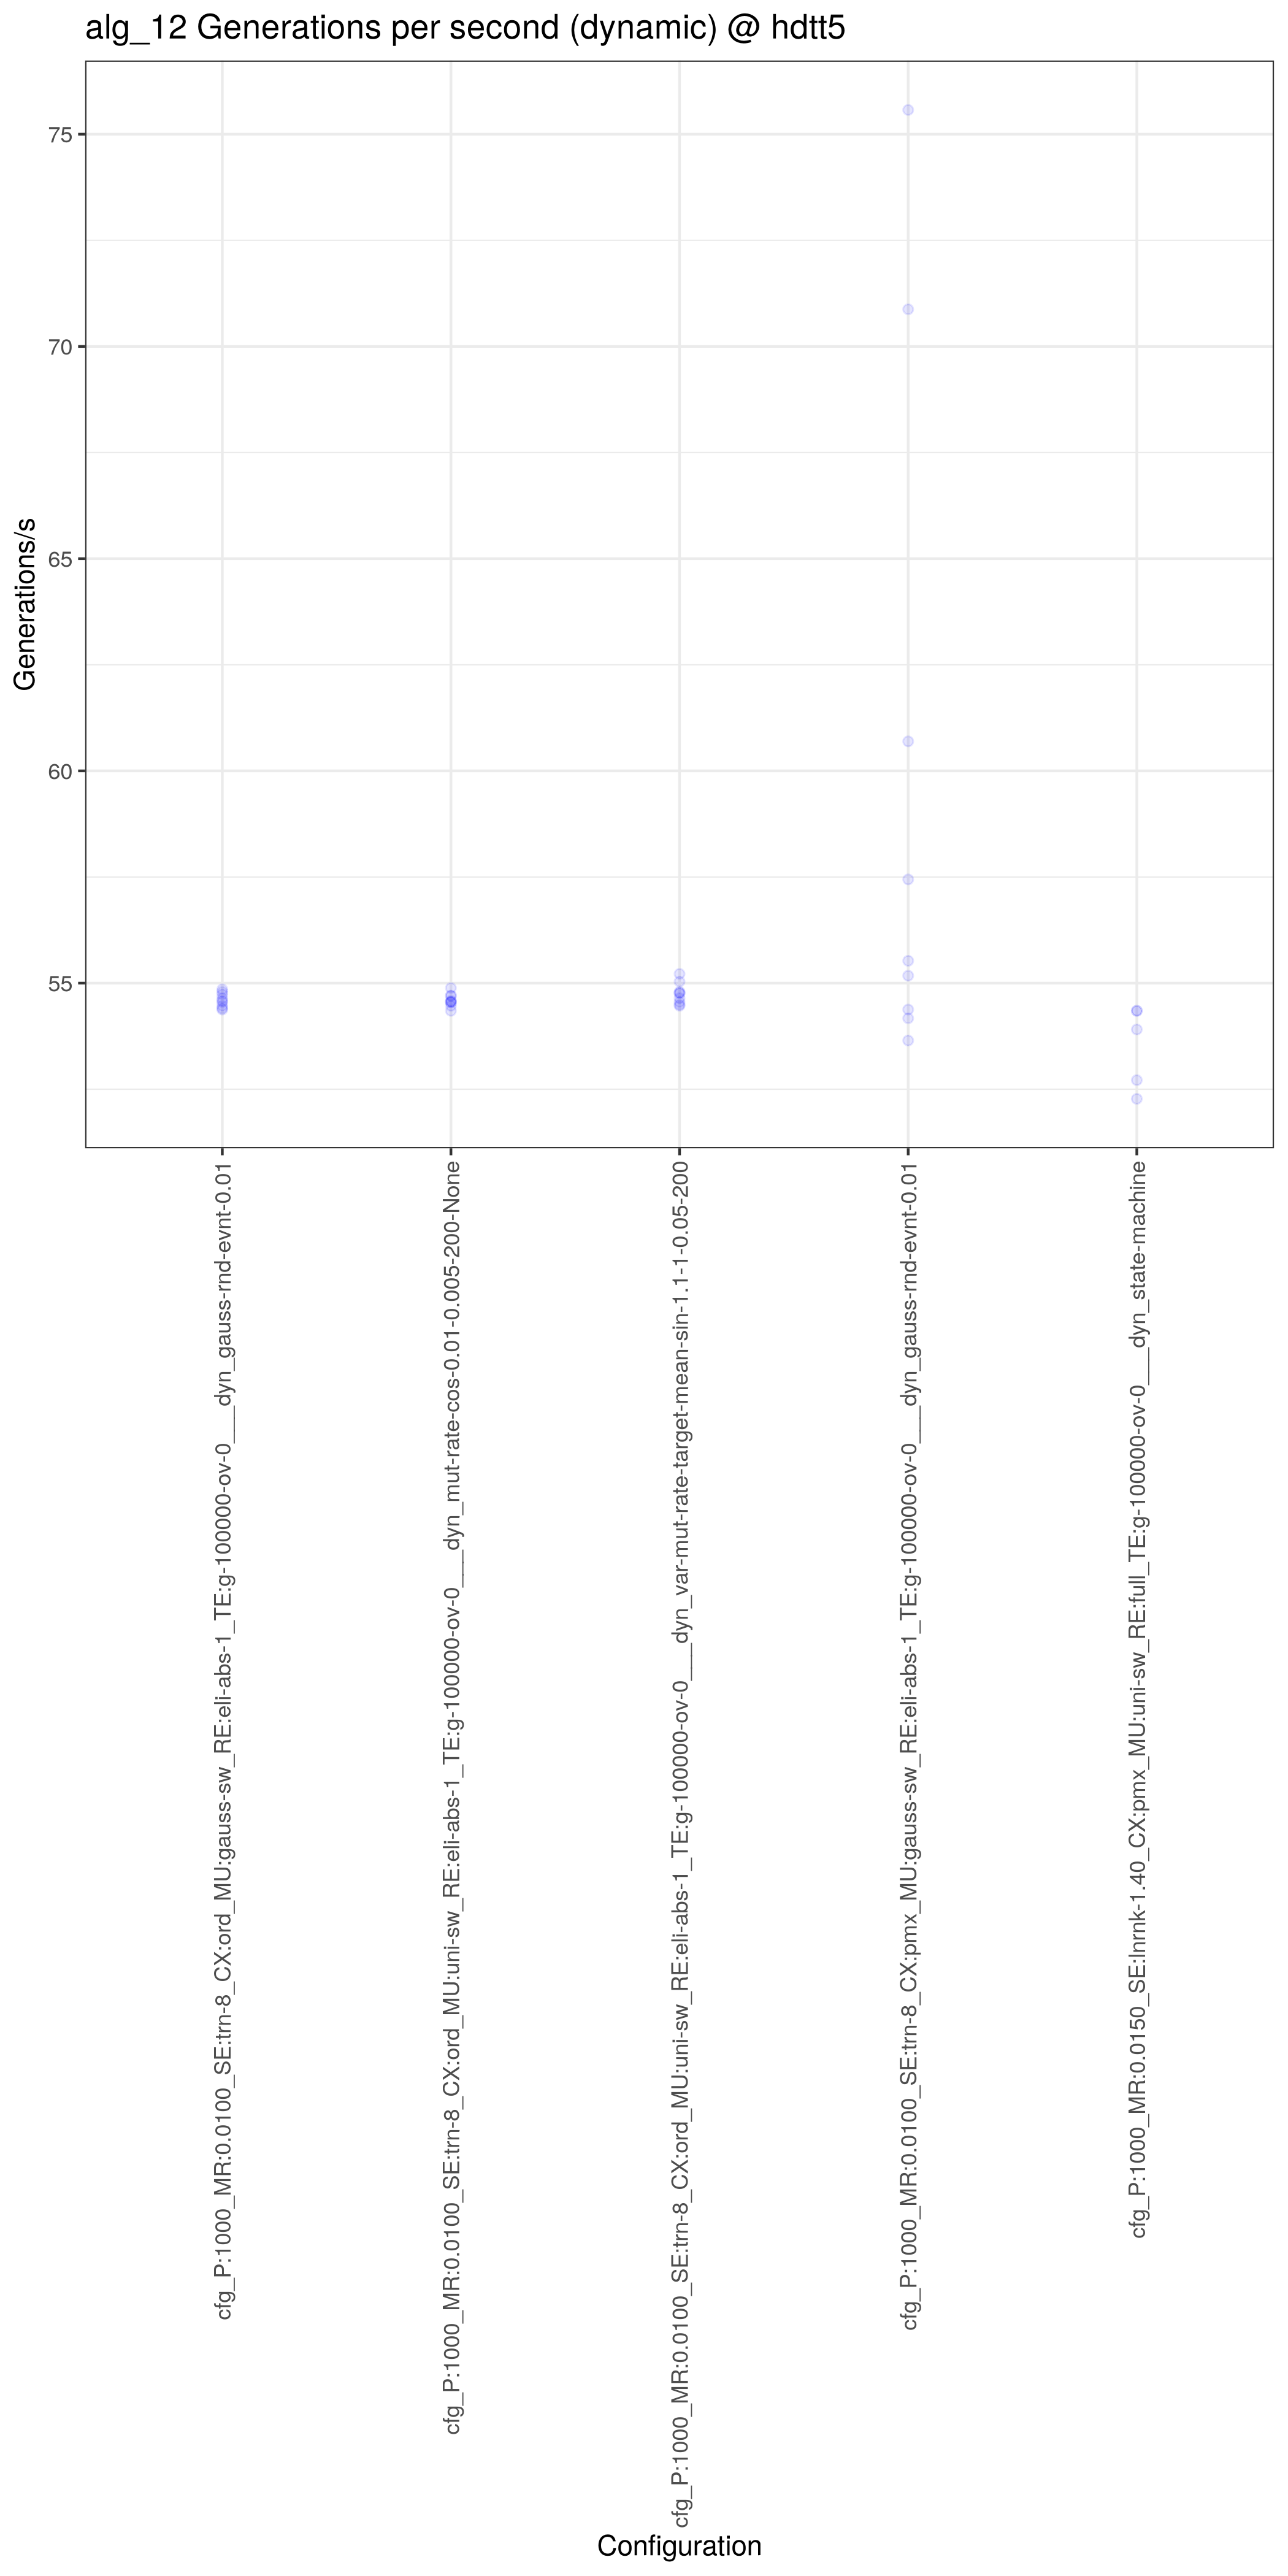 alg_12 Generations per second (dynamic) @ hdtt5
Generations/s
75
70
65
60
55
cfg_P:1000_MR:0.0100_SE:trn-8_CX:ord_MU:gauss-sw_RE:eli-abs-1_TE:g-100000-ov-0___dyn_gauss-rnd-evnt-0.01
cfg_P:1000_MR:0.0100_SE:trn-8_CX:ord_MU:uni-sw_RE:eli-abs-1_TE:g-100000-ov-0___dyn_mut-rate-cos-0.01-0.005-200-None
cfg_P:1000_MR:0.0100_SE:trn-8_CX:ord_MU:uni-sw_RE:eli-abs-1_TE:g-100000-ov-0___dyn_var-mut-rate-target-mean-sin-1.1-1-0.05-200
cfg_P:1000_MR:0.0100_SE:trn-8_CX:pmx_MU:gauss-sw_RE:eli-abs-1_TE:g-100000-ov-0___dyn_gauss-rnd-evnt-0.01
cfg_P:1000_MR:0.0150_SE:lnrnk-1.40_CX:pmx_MU:uni-sw_RE:full_TE:g-100000-ov-0___dyn_state-machine
Configuration